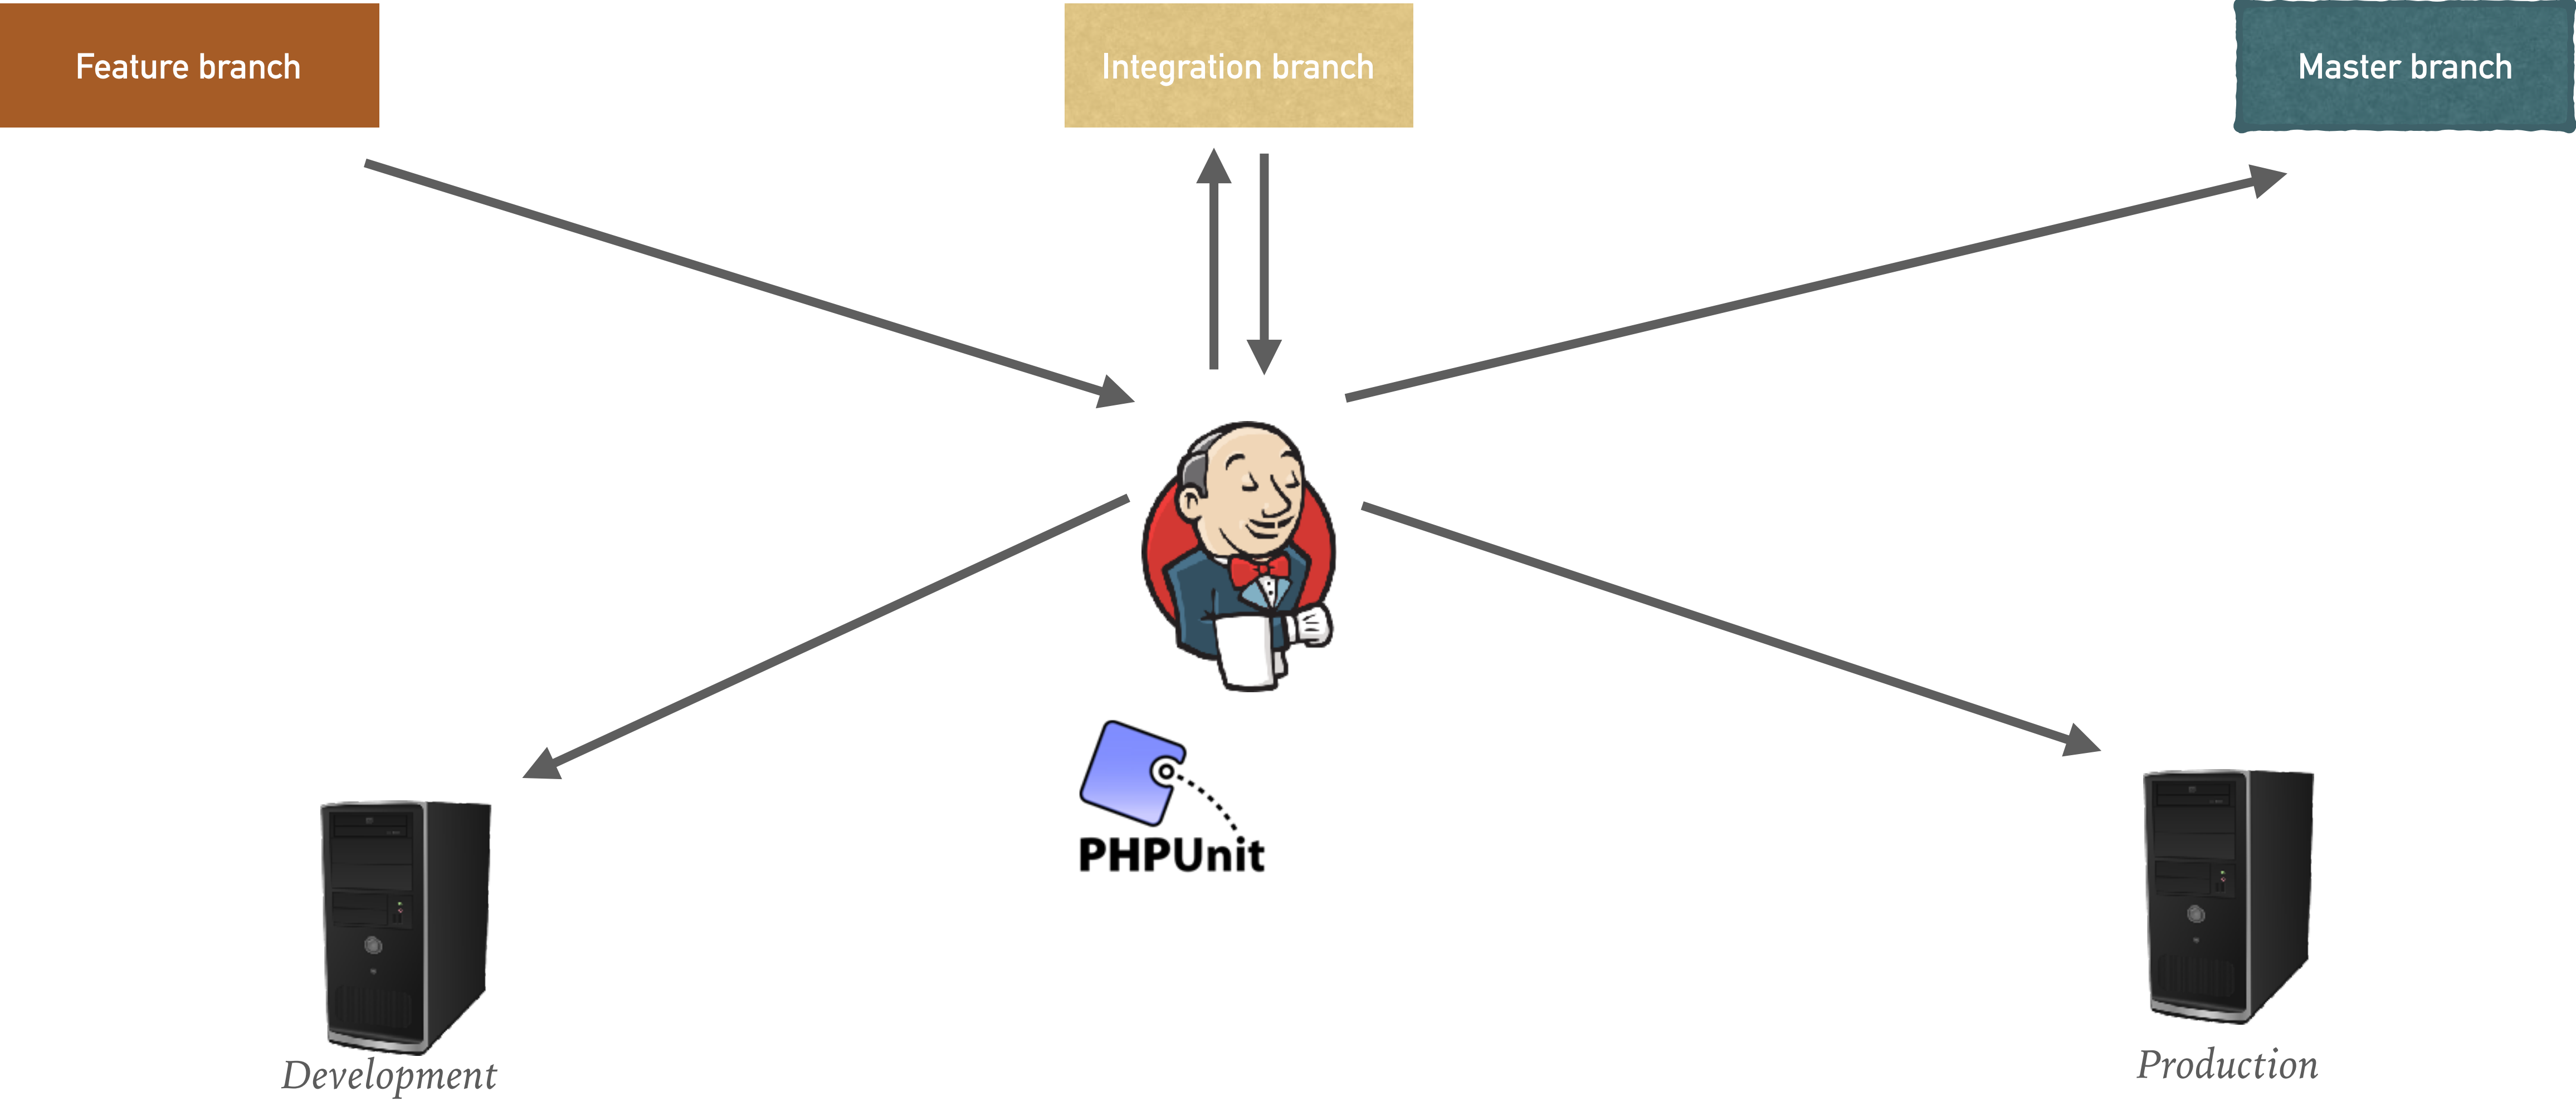 Feature branch
Integration branch
Master branch
PHPUnit
Development
Production